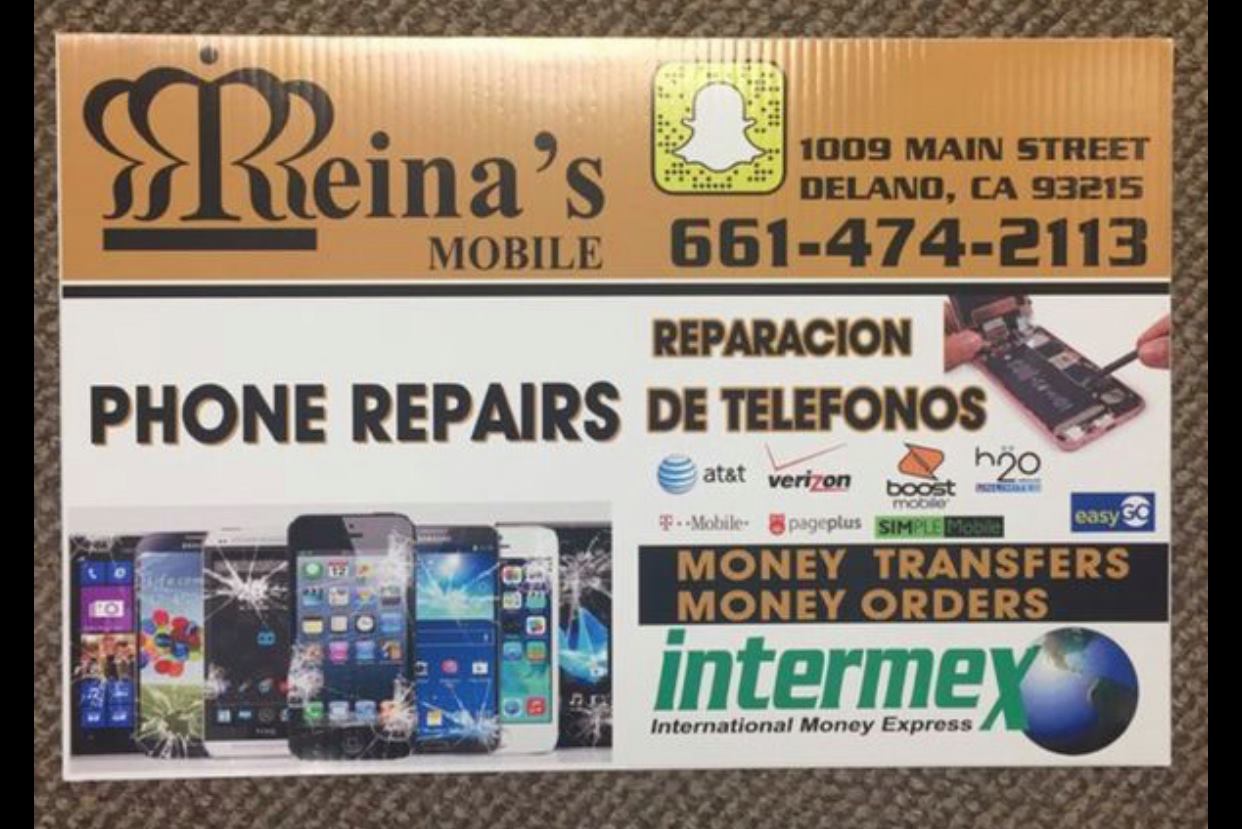 Reina's
MOBILE
1009 MAIN STREET
DELANO, CA 93215
661-474-2113
PHONE REPAIRS
REPARACION
DE TELEFONOS
at&t
verizon
boost
mobile
h2O
UNLIMITED
easyGO
T··Mobile·
pageplus
SIMPLE Mobile
MONEY TRANSFERS
MONEY ORDERS
intermex
International Money Express